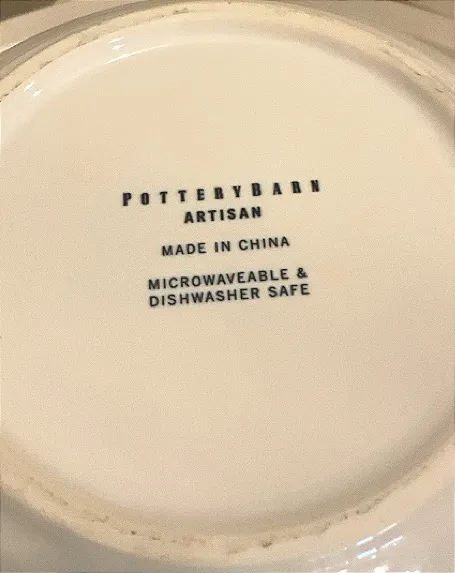 POTTERYBARN
ARTISAN
MADE IN CHINA
MICROWAVEABLE &
DISHWASHER SAFE